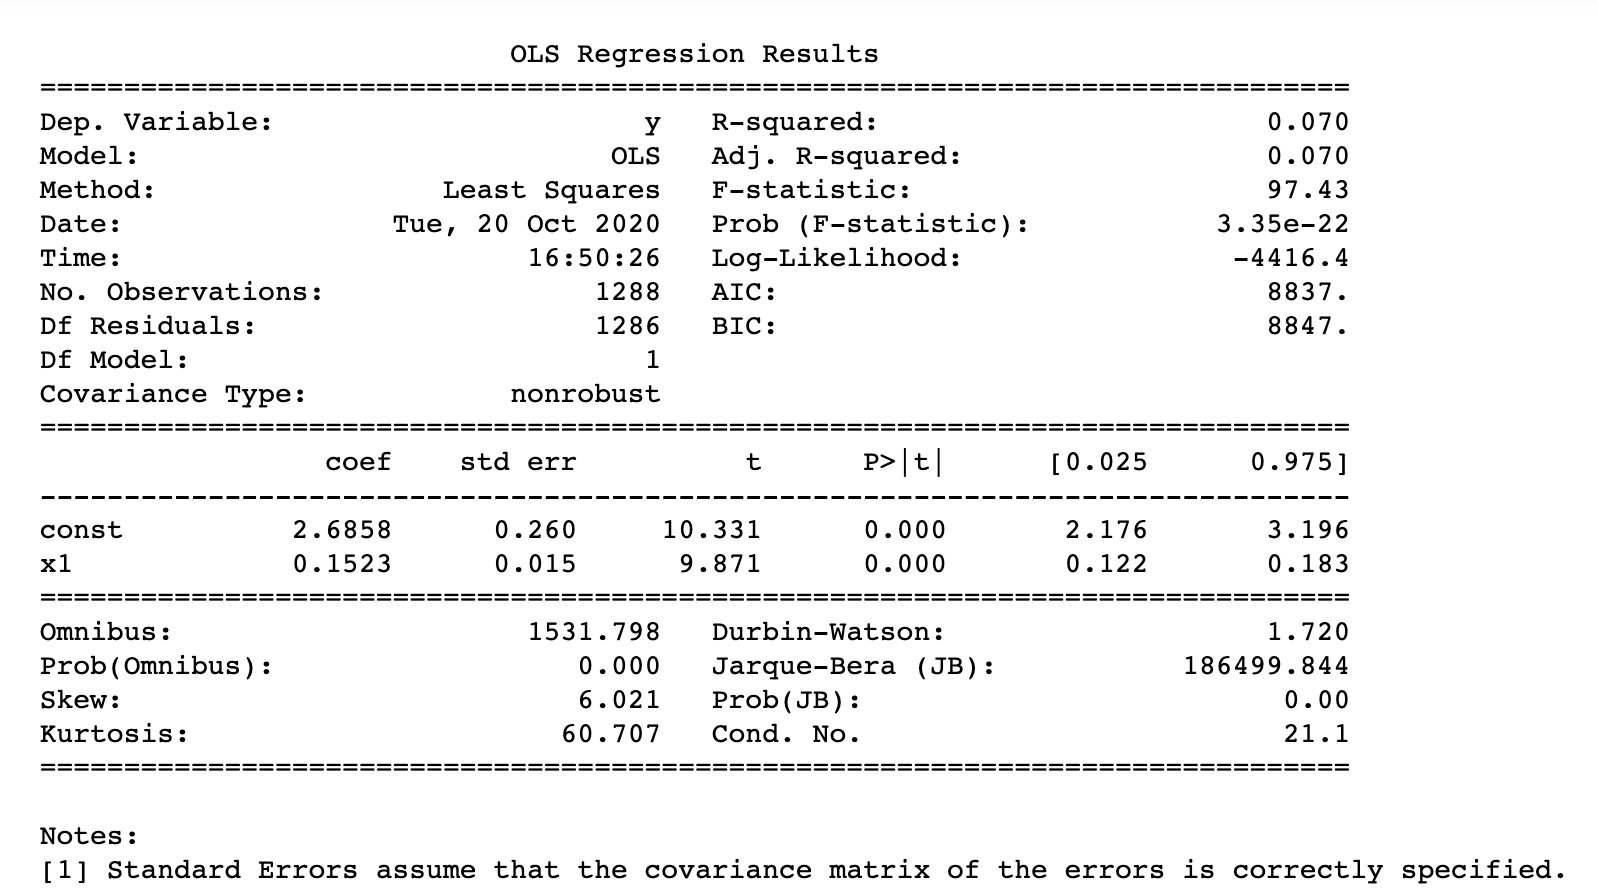 OLS Regression Results
==============================================================================
Dep. Variable: y R-squared: 0.070
Model: OLS Adj. R-squared: 0.070
Method: Least Squares F-statistic: 97.43
Date: Tue, 20 Oct 2020 Prob (F-statistic): 3.35e-22
Time: 16:50:26 Log-Likelihood: -4416.4
No. Observations: 1288 AIC: 8837.
Df Residuals: 1286 BIC: 8847.
Df Model: 1
Covariance Type: nonrobust
==============================================================================
coef std err t P>|t| [0.025 0.975]
------------------------------------------------------------------------------
const 2.6858 0.260 10.331 0.000 2.176 3.196
x1 0.1523 0.015 9.871 0.000 0.122 0.183
==============================================================================
Omnibus: 1531.798 Durbin-Watson: 1.720
Prob(Omnibus): 0.000 Jarque-Bera (JB): 186499.844
Skew: 6.021 Prob(JB): 0.00
Kurtosis: 60.707 Cond. No. 21.1
==============================================================================
Notes:
[1] Standard Errors assume that the covariance matrix of the errors is correctly specified.